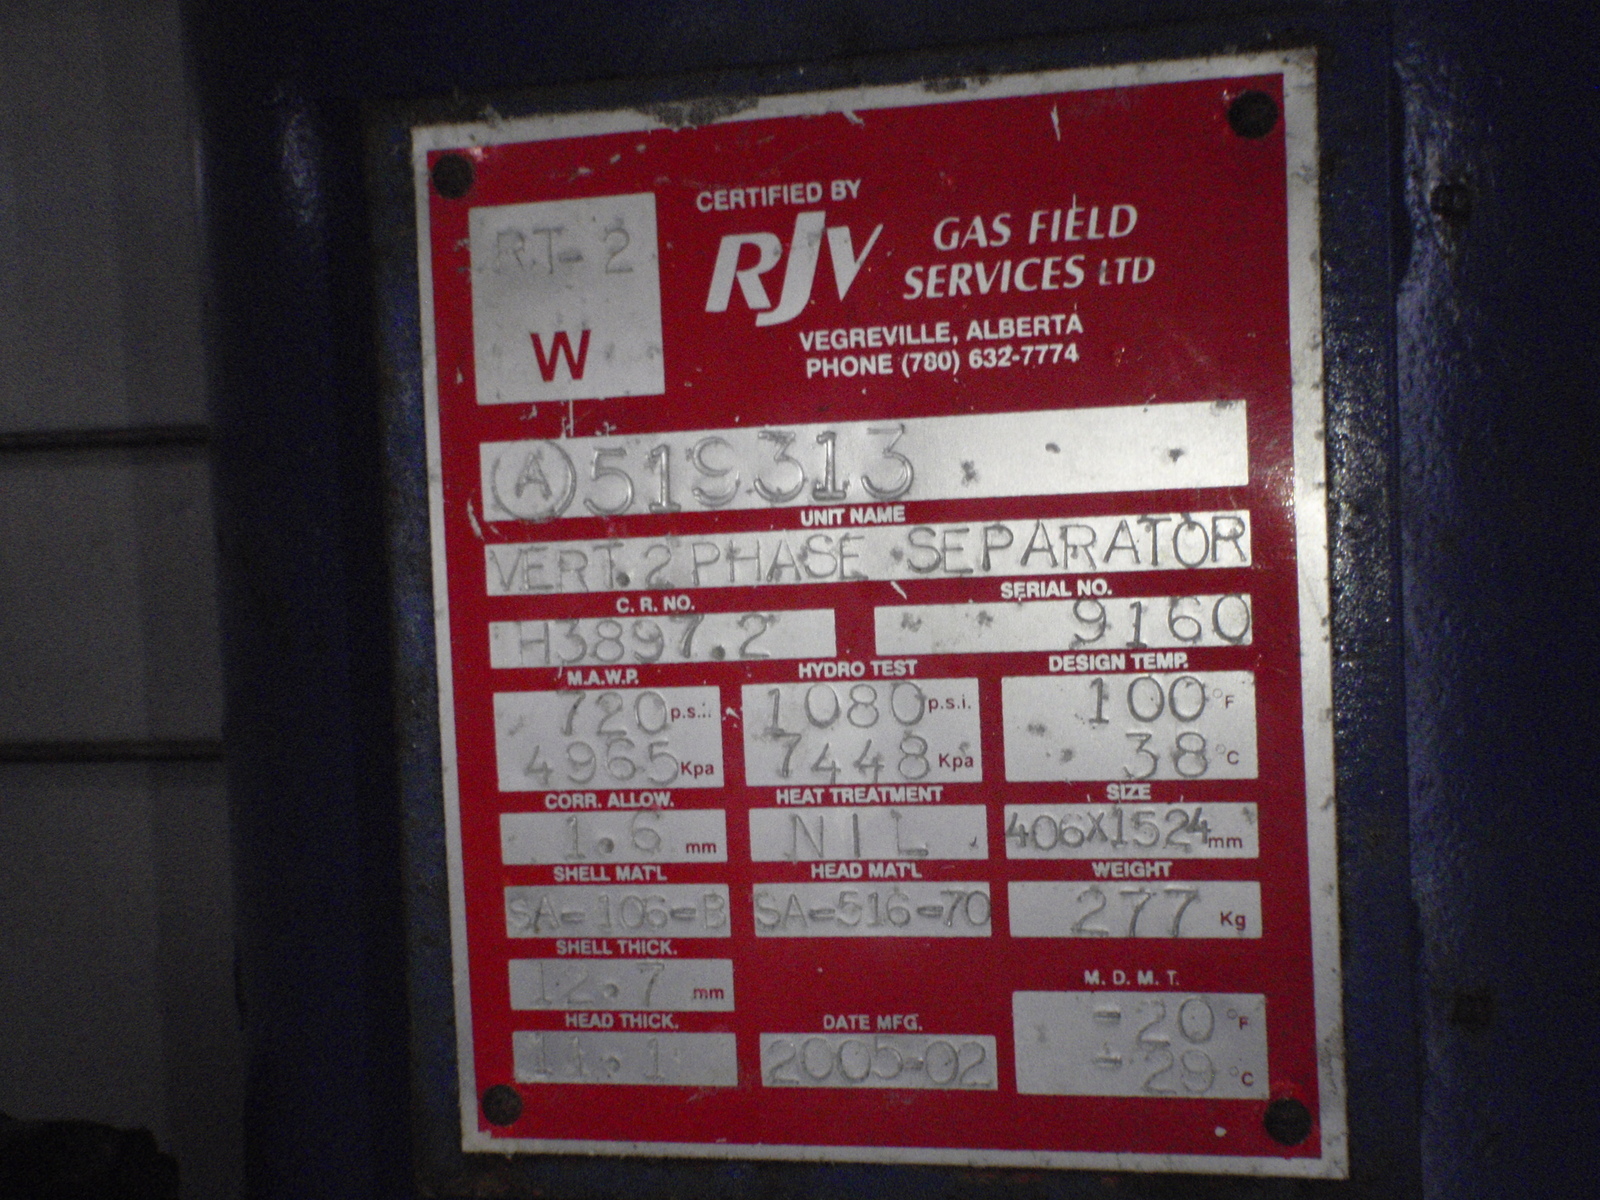 CERTIFIED BY
RJV GAS FIELD SERVICES LTD
VEGREVILLE, ALBERTA
PHONE (780) 632-7774
RT-2
W
(A) 519313
UNIT NAME
VERT. 2 PHASE SEPARATOR
C. R. NO. SERIAL NO.
H3897.2 9160
M.A.W.P. HYDRO TEST DESIGN TEMP.
720 p.s.i. 1080 p.s.i. 100 °F
4965 Kpa 7448 Kpa 38 °C
CORR. ALLOW. HEAT TREATMENT SIZE
1.6 mm NIL 406X1524 mm
SHELL MAT'L HEAD MAT'L WEIGHT
SA-106-B SA-516-70 277 Kg
SHELL THICK. M. D. M. T.
12.7 mm -20 °F
HEAD THICK. DATE MFG.
11.1 2005-02 -29 °C